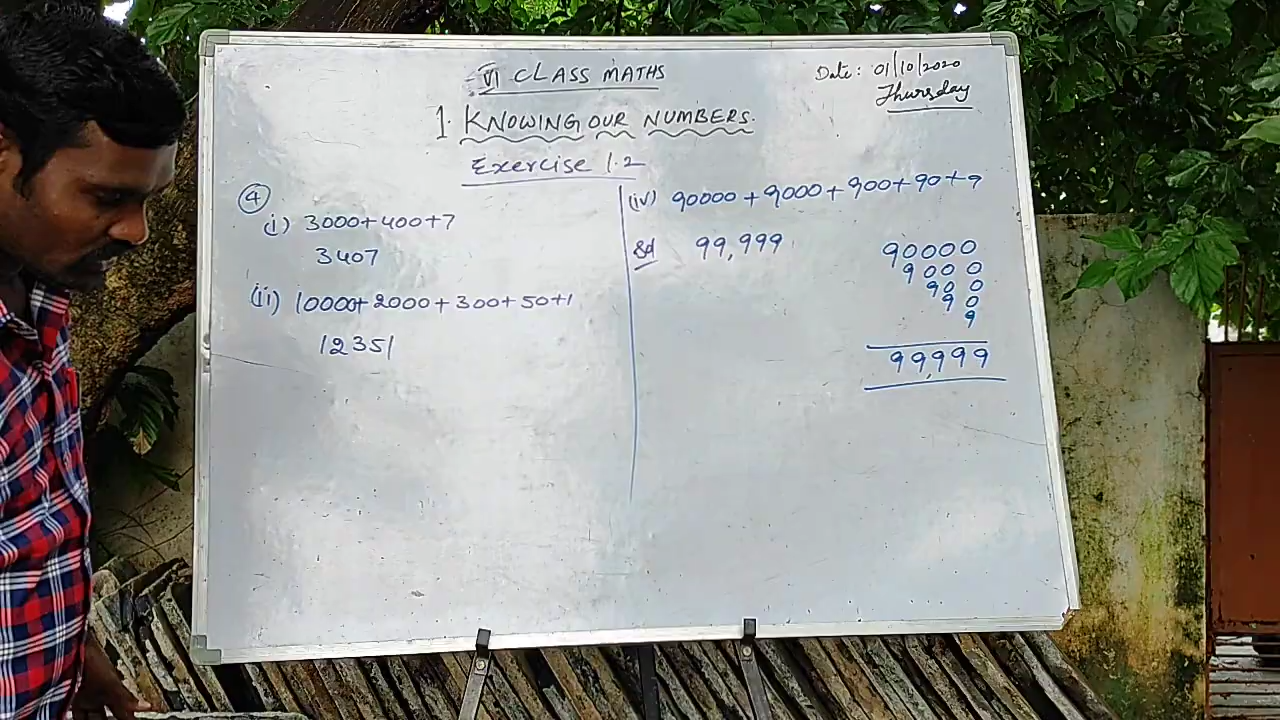 VI CLASS MATHS
Date: 01/10/2020
Thursday
1. KNOWING OUR NUMBERS.
Exercise 1.2
4
(i) 3000+400+7
3407
(ii) 10000+2000+300+50+1
12351
(iv) 90000+9000+900+90+9
Sol 99,999
90000
9000
900
90
9
99,999